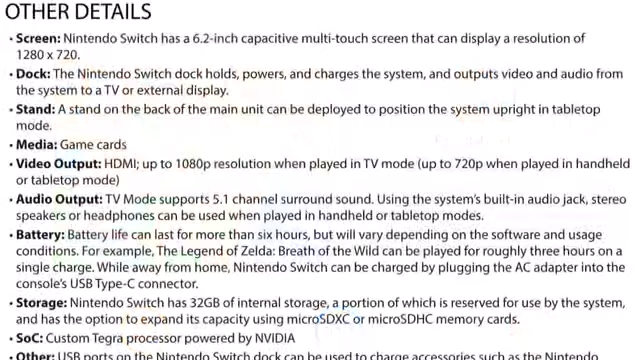 OTHER DETAILS
• Screen: Nintendo Switch has a 6.2-inch capacitive multi-touch screen that can display a resolution of
1280 x 720.
• Dock: The Nintendo Switch dock holds, powers, and charges the system, and outputs video and audio from
the system to a TV or external display.
• Stand: A stand on the back of the main unit can be deployed to position the system upright in tabletop
mode.
• Media: Game cards
• Video Output: HDMI; up to 1080p resolution when played in TV mode (up to 720p when played in handheld
or tabletop mode)
• Audio Output: TV Mode supports 5.1 channel surround sound. Using the system's built-in audio jack, stereo
speakers or headphones can be used when played in handheld or tabletop modes.
• Battery: Battery life can last for more than six hours, but will vary depending on the software and usage
conditions. For example, The Legend of Zelda: Breath of the Wild can be played for roughly three hours on a
single charge. While away from home, Nintendo Switch can be charged by plugging the AC adapter into the
console's USB Type-C connector.
• Storage: Nintendo Switch has 32GB of internal storage, a portion of which is reserved for use by the system,
and has the option to expand its capacity using microSDXC or microSDHC memory cards.
• SoC: Custom Tegra processor powered by NVIDIA
• Other: USB ports on the Nintendo Switch dock can be used to charge accessories such as the Nintendo